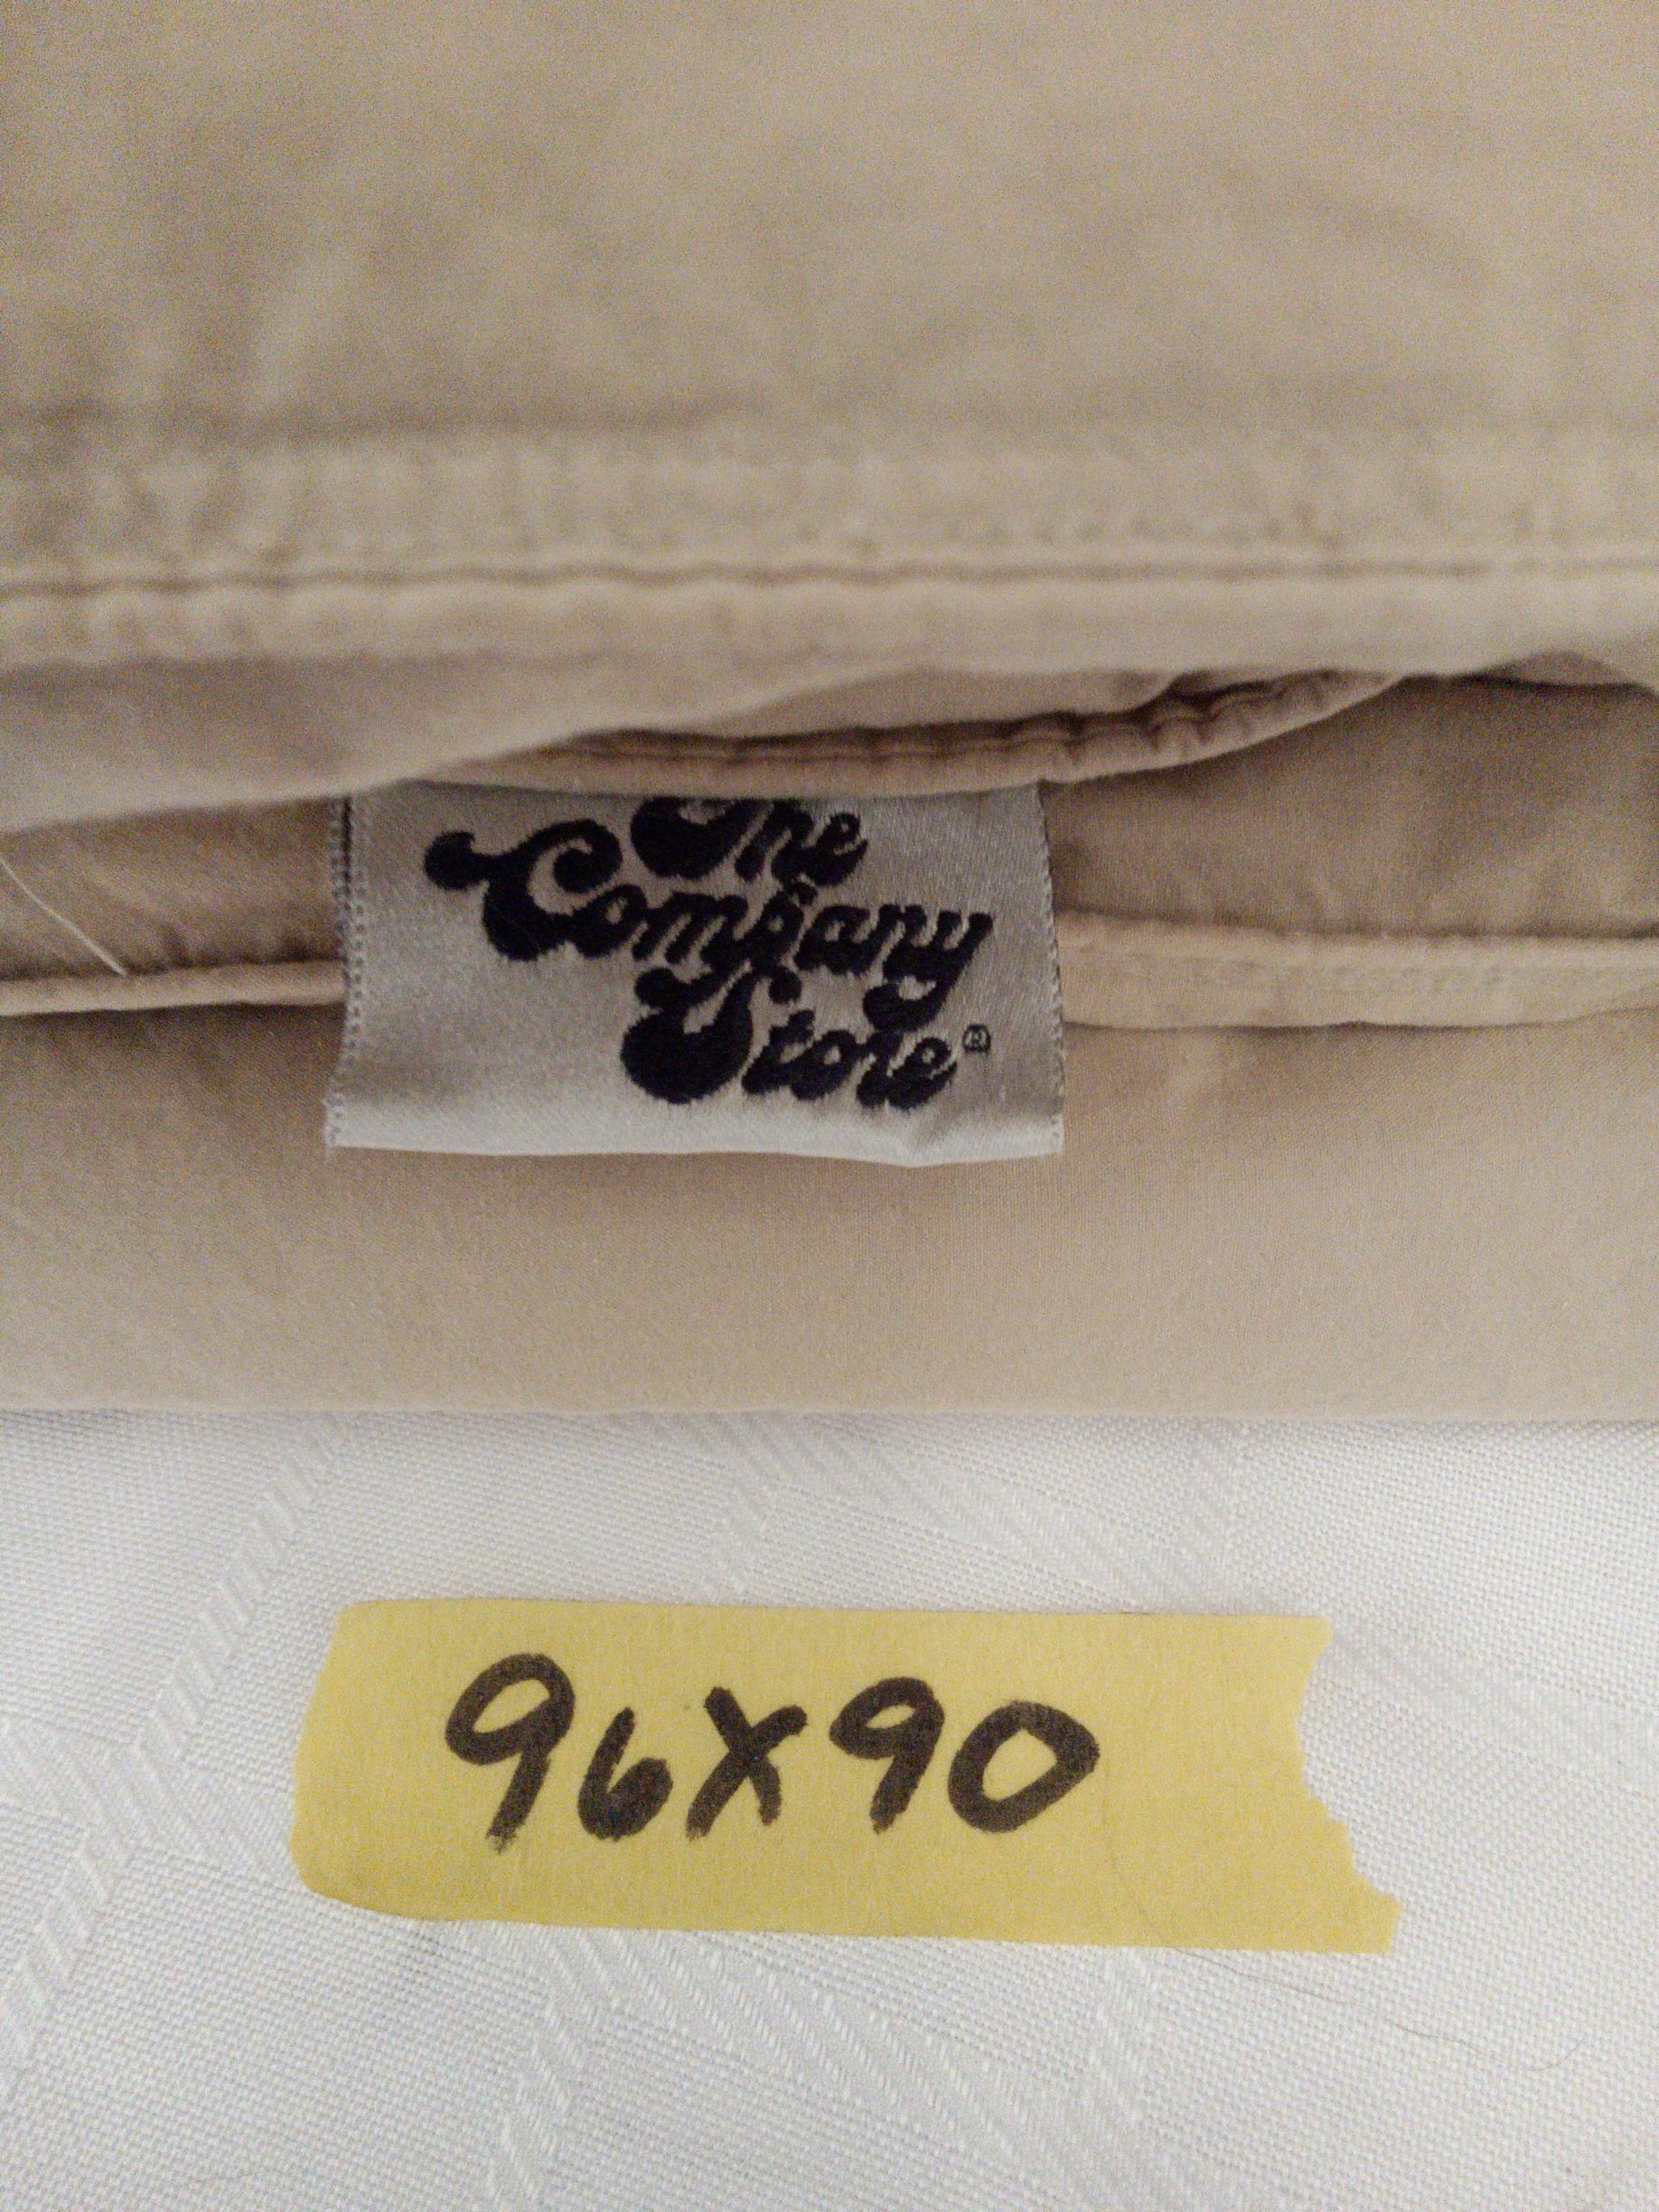 The
Company
Store®
96x90